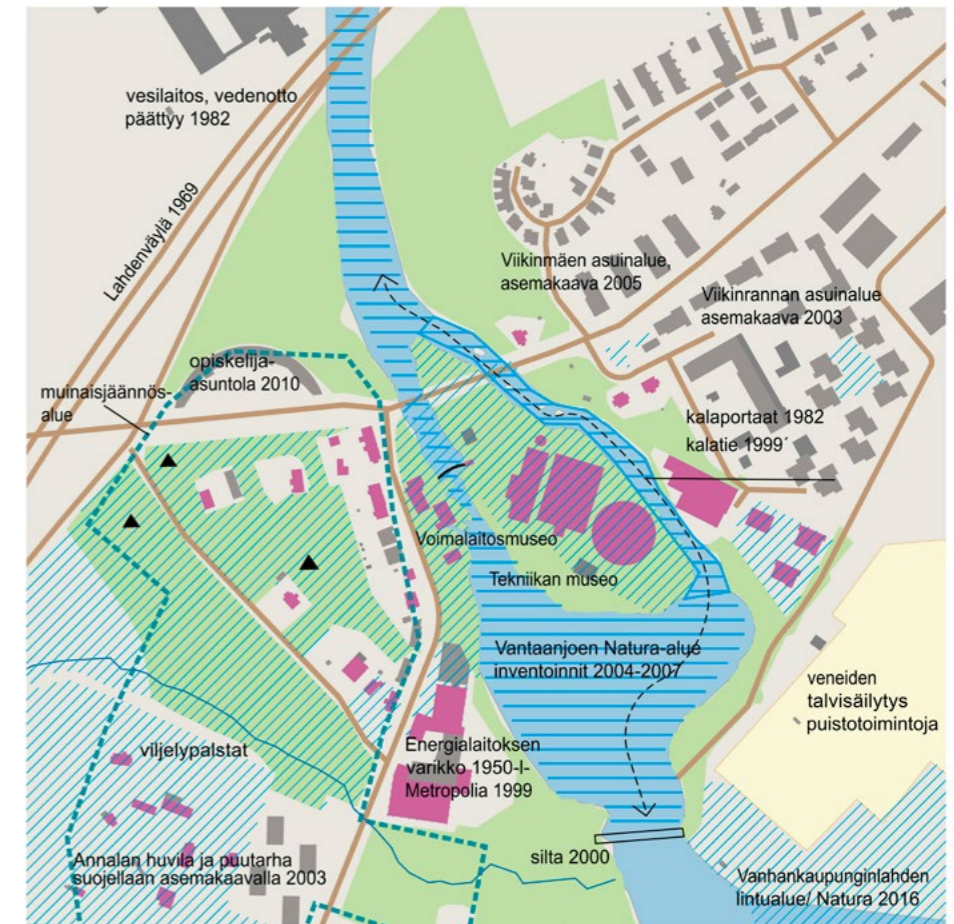 vesilaitos, vedenotto
päättyy 1982
Lahdenväylä 1969
Viikinmäen asuinalue,
asemakaava 2005
Viikinrannan asuinalue
asemakaava 2003
opiskelija-
asuntola 2010
muinaisjäännös-
alue
kalaportaat 1982
kalatie 1999´
Voimalaitosmuseo
Tekniikan museo
Vantaanjoen Natura-alue
inventoinnit 2004-2007
veneiden
talvisäilytys
puistotoimintoja
viljelypalstat
Energialaitoksen
varikko 1950-l-
Metropolia 1999
silta 2000
Annalan huvila ja puutarha
suojellaan asemakaavalla 2003
Vanhankaupunginlahden
lintualue/ Natura 2016